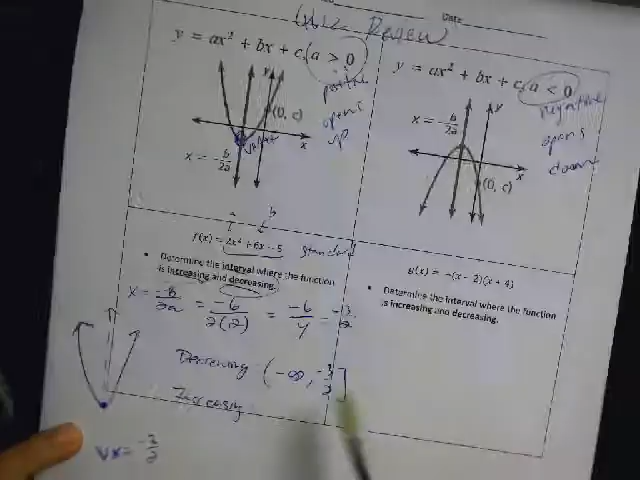 Date
Quiz Review
y = ax² + bx + c, a > 0
positive
opens
up
y
(0, c)
x
vertex
x = -b/2a
y = ax² + bx + c, a < 0
negative
opens
down
x = -b/2a
y
x
(0, c)
a b
f(x) = 2x² + 6x - 5 standard
• Determine the interval where the function
is increasing and decreasing.
x = -b/2a = -6/2(2) = -6/4 = -3/2
Decreasing (-∞, -3/2]
Increasing
Vx = -3/2
g(x) = -(x - 2)(x + 4)
• Determine the interval where the function
is increasing and decreasing.